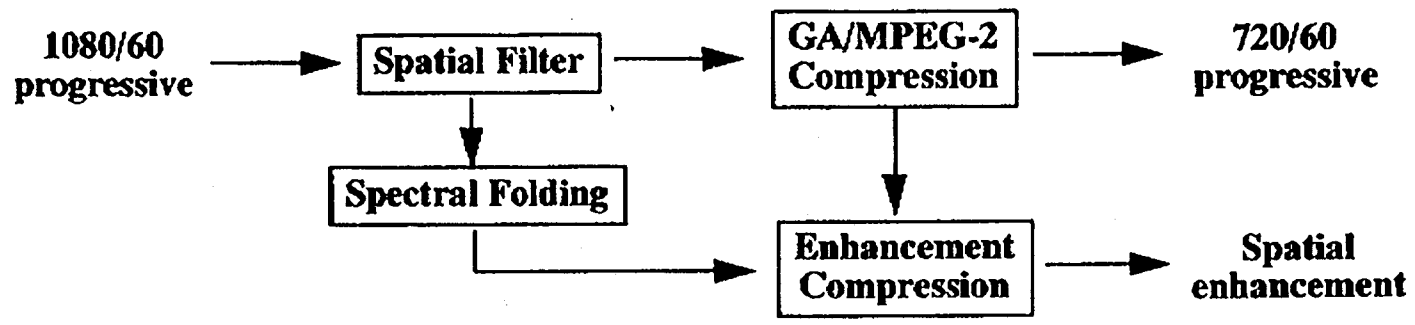 1080/60
progressive
Spatial Filter
GA/MPEG-2
Compression
720/60
progressive
Spectral Folding
Enhancement
Compression
Spatial
enhancement